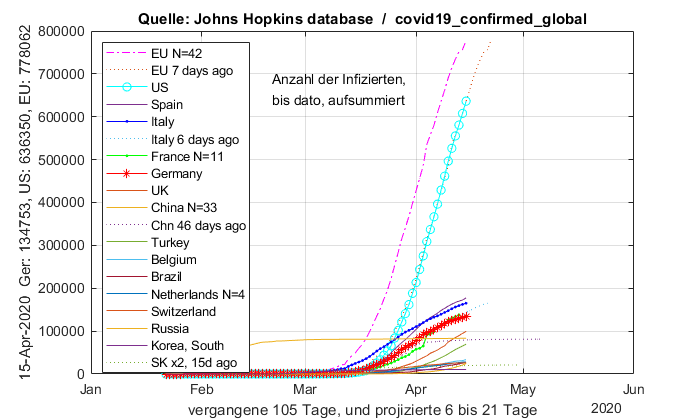 Quelle: Johns Hopkins database / covid19_confirmed_global
15-Apr-2020 Ger: 134753, US: 636350, EU: 778062
800000
700000
600000
500000
400000
300000
200000
100000
0
EU N=42
EU 7 days ago
US
Spain
Italy
Italy 6 days ago
France N=11
Germany
UK
China N=33
Chn 46 days ago
Turkey
Belgium
Brazil
Netherlands N=4
Switzerland
Russia
Korea, South
SK x2, 15d ago
Anzahl der Infizierten,
bis dato, aufsummiert
Jan Feb Mar Apr May Jun
vergangene 105 Tage, und projizierte 6 bis 21 Tage
2020